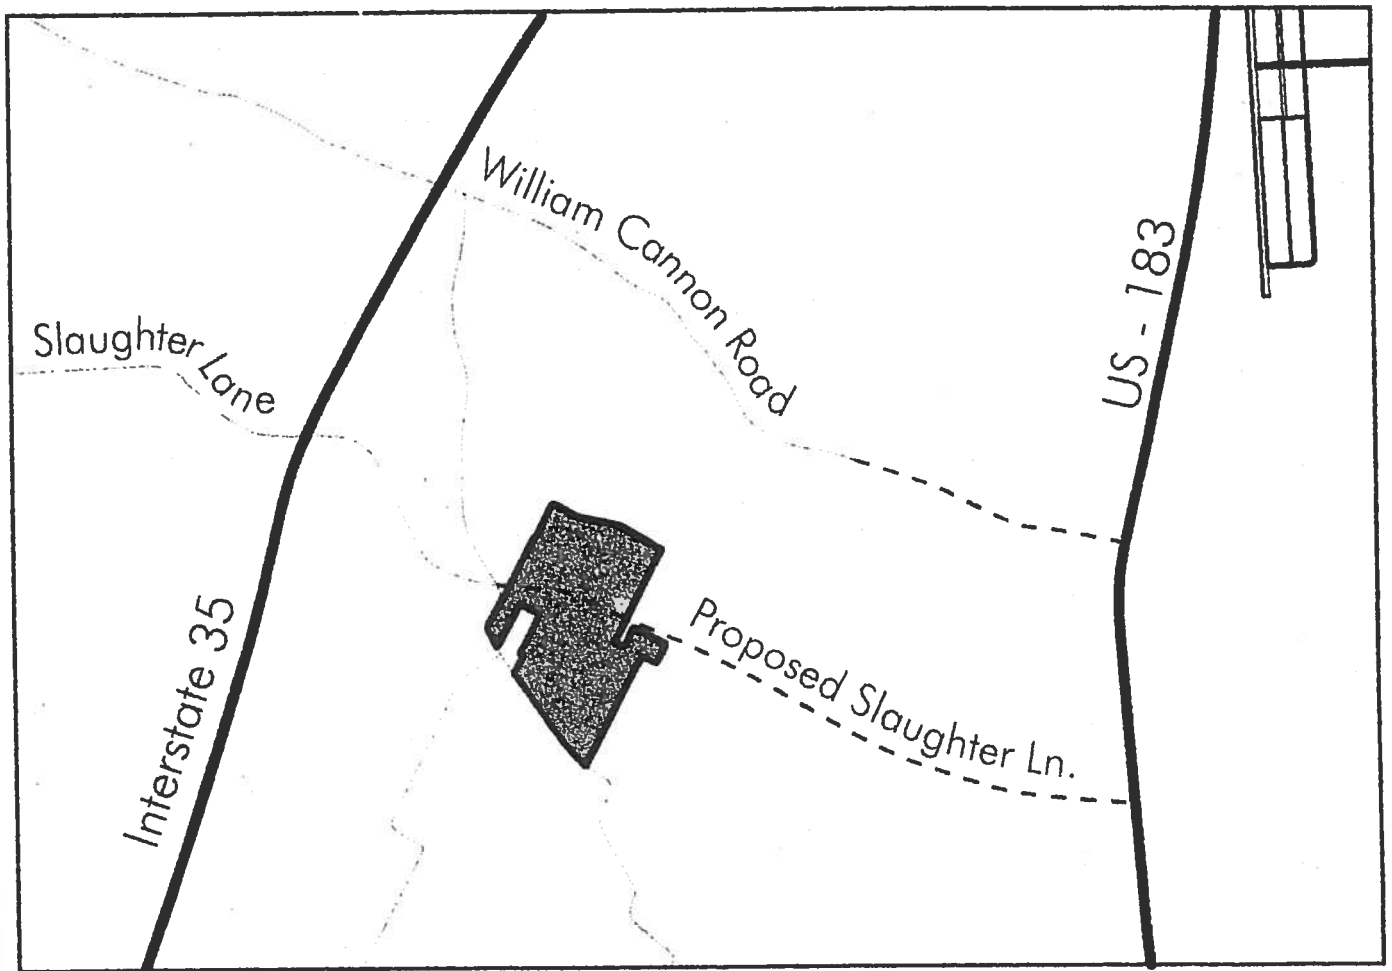 William Cannon Road
US - 183
Slaughter Lane
Interstate 35
Proposed Slaughter Ln.